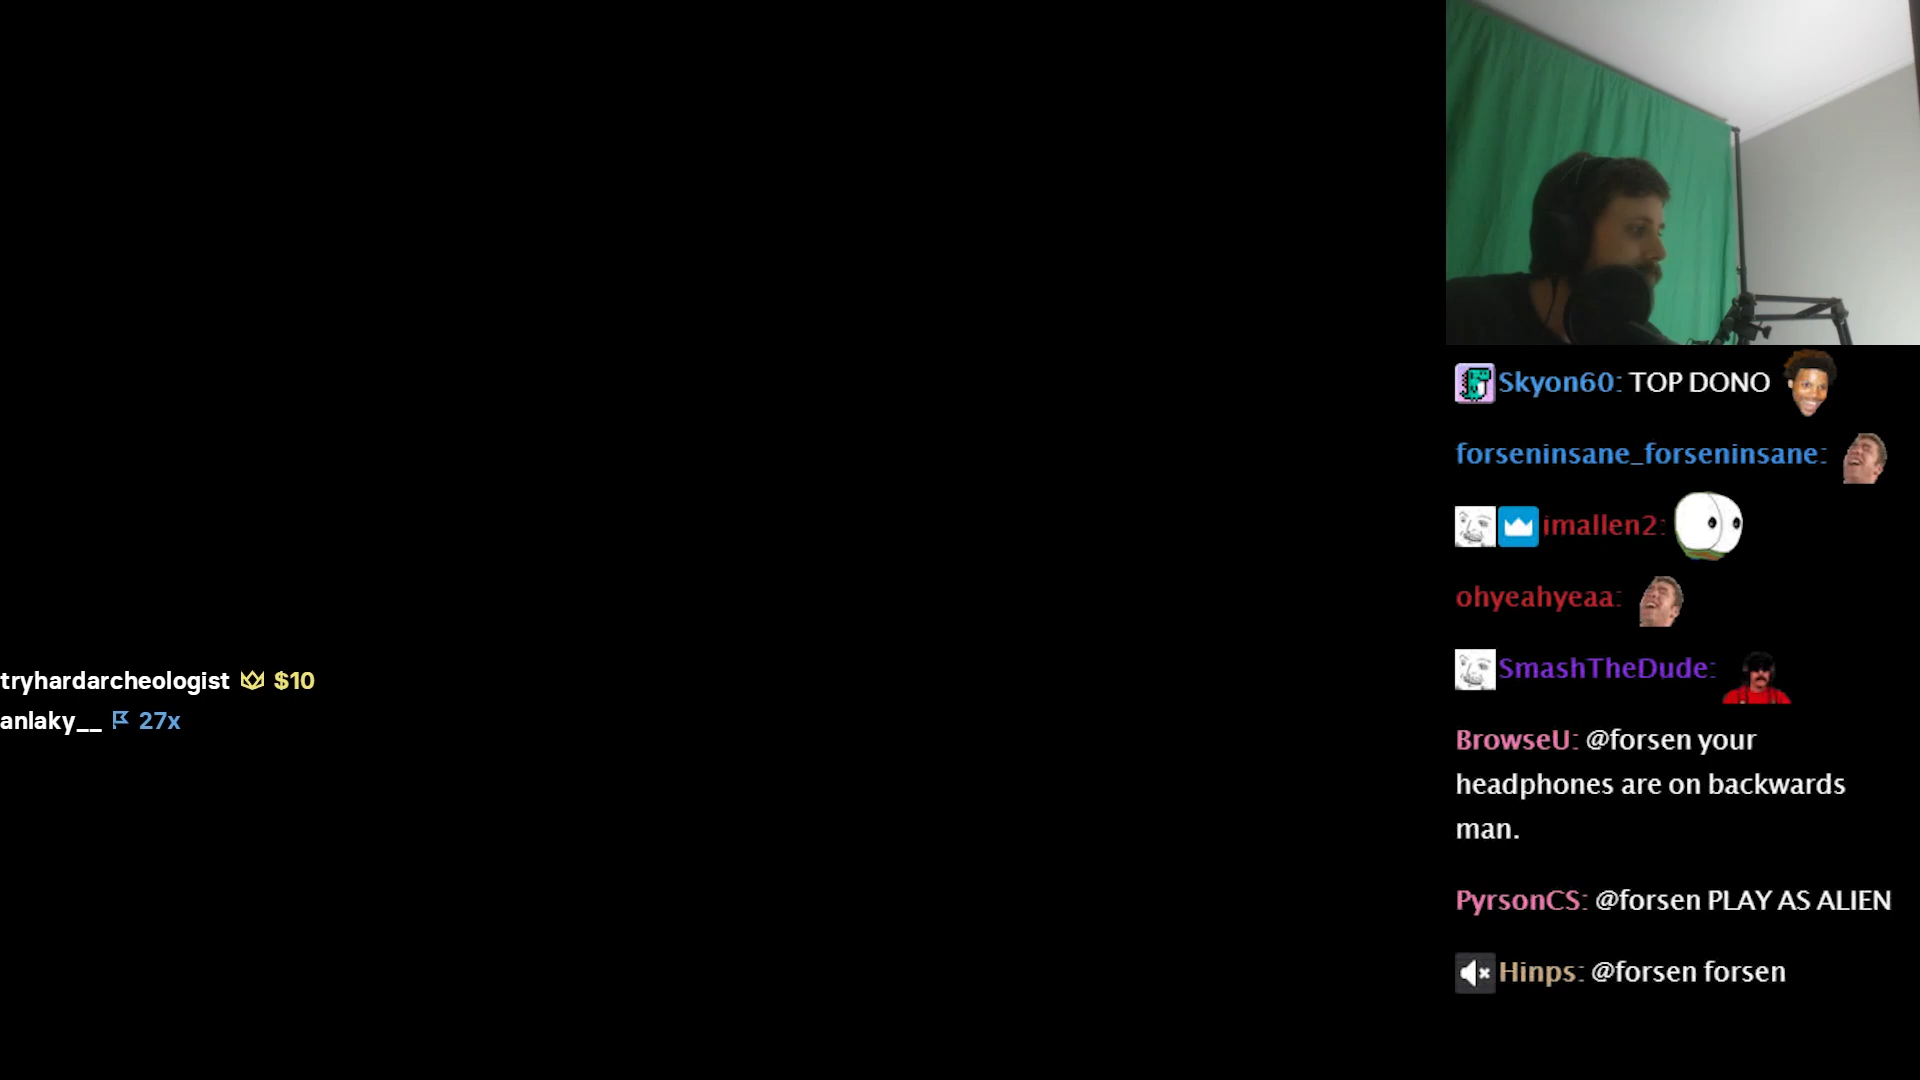 Skyon60: TOP DONO
forseninsane_forseninsane:
imallen2:
ohyeahyeaa:
SmashTheDude:
BrowseU: @forsen your
headphones are on backwards
man.
PyrsonCS: @forsen PLAY AS ALIEN
Hinps: @forsen forsen
tryhardarcheologist $10
anlaky__ 27x